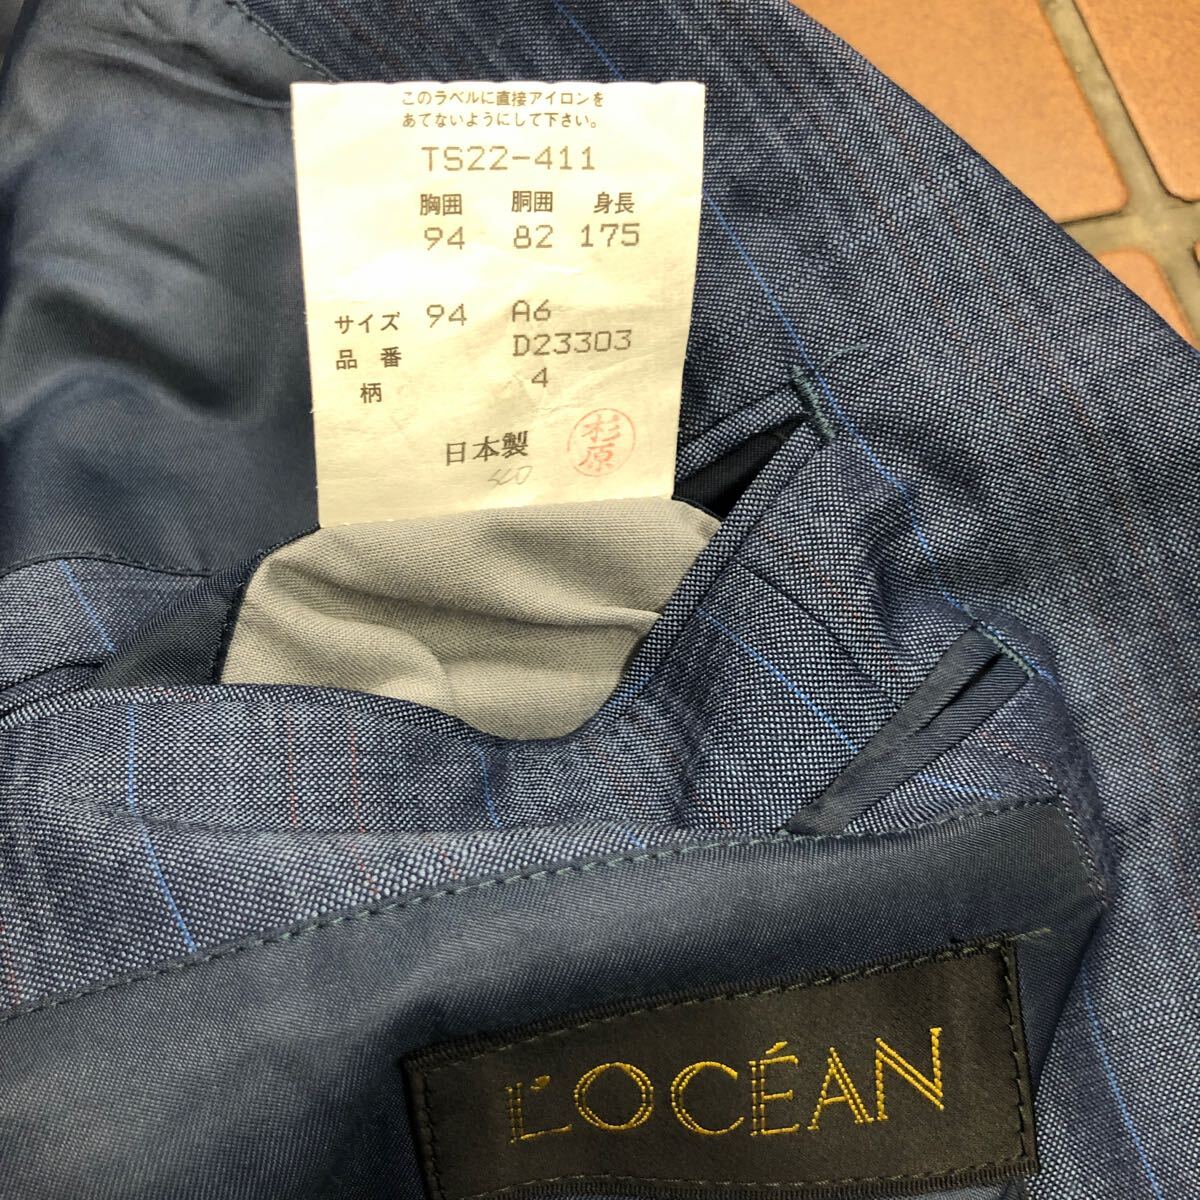 このラベルに直接アイロンを
あてないようにして下さい。
TS22-411
胸囲 胴囲 身長
94 82 175
サイズ 94 A6
品番 D23303
柄 4
日本製
杉原
L'OCÉAN